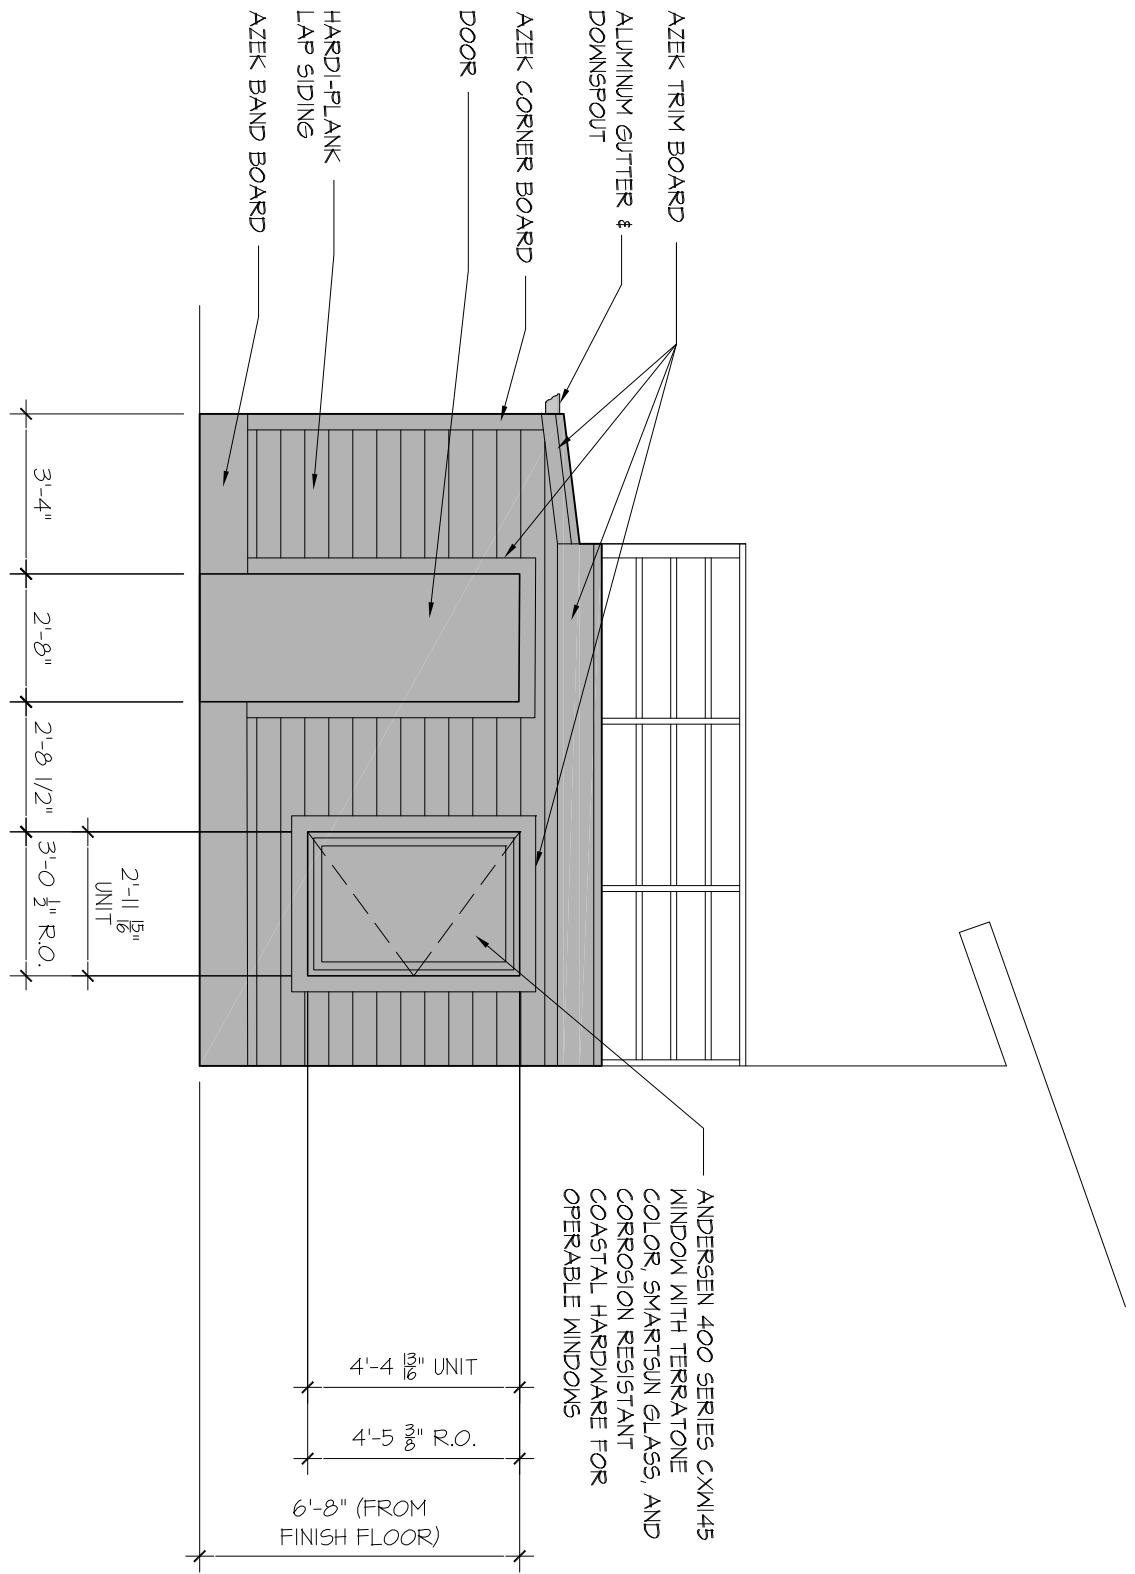 AZEK TRIM BOARD
ALUMINUM GUTTER &
DOWNSPOUT
AZEK CORNER BOARD
DOOR
HARDI-PLANK
LAP SIDING
AZEK BAND BOARD
ANDERSEN 400 SERIES CXW145
WINDOW WITH TERRATONE
COLOR, SMARTSUN GLASS, AND
CORROSION RESISTANT
COASTAL HARDWARE FOR
OPERABLE WINDOWS
3'-4"
2'-8"
2'-8 1/2"
3'-0 1/2" R.O.
2'-11 15/16"
UNIT
4'-4 13/16" UNIT
4'-5 3/8" R.O.
6'-8" (FROM
FINISH FLOOR)